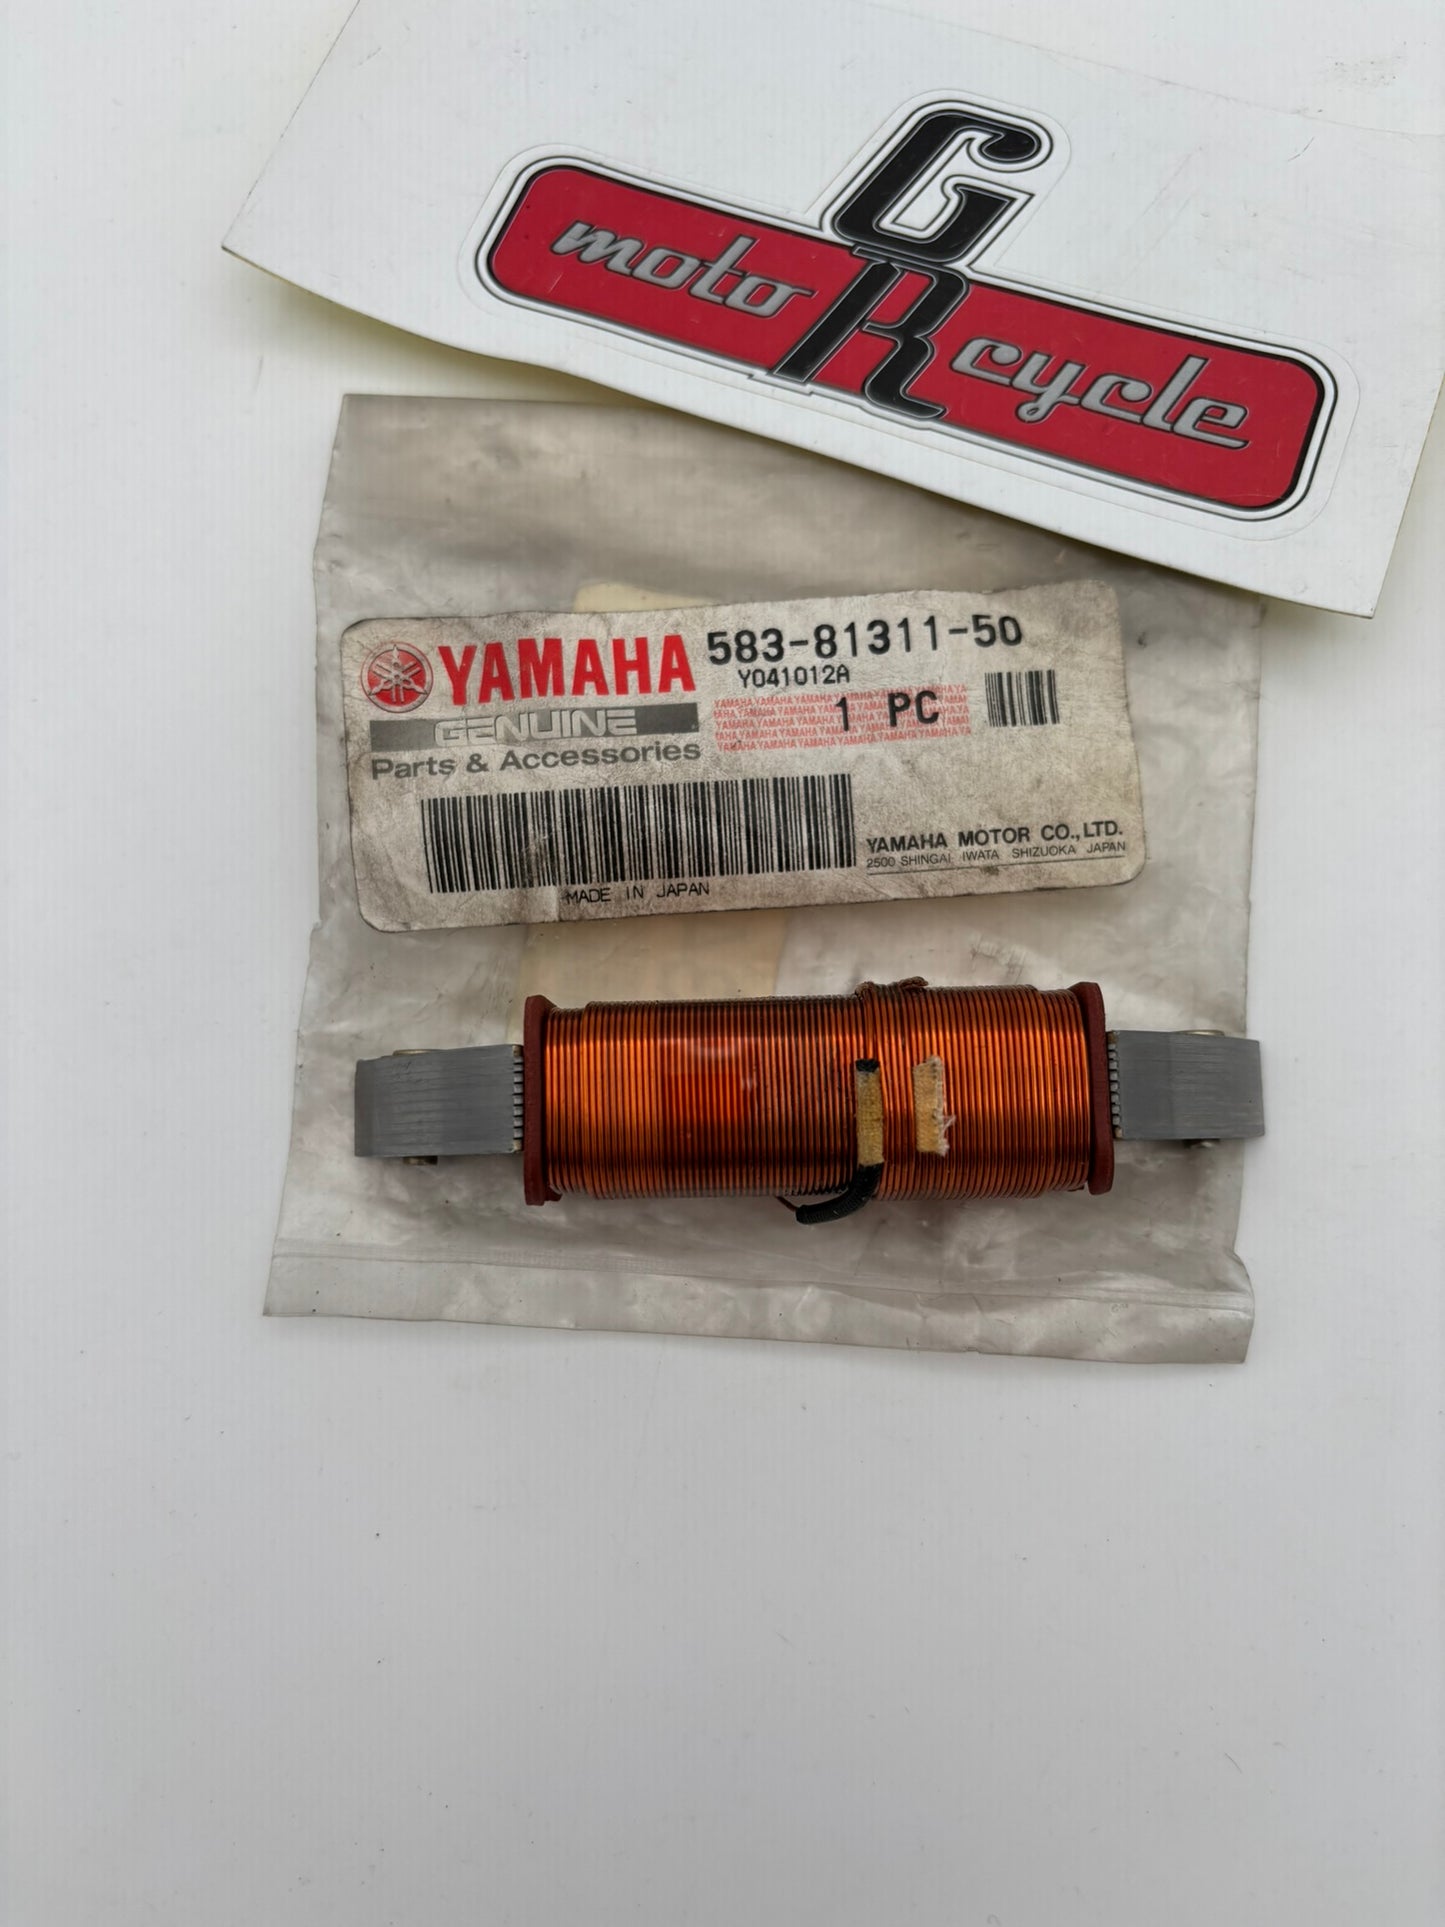 G
moto R cycle
YAMAHA 583-81311-50
Y041012A
GENUINE 1 PC
Parts & Accessories
YAMAHA MOTOR CO.,LTD.
2500 SHINGAI IWATA SHIZUOKA JAPAN
MADE IN JAPAN